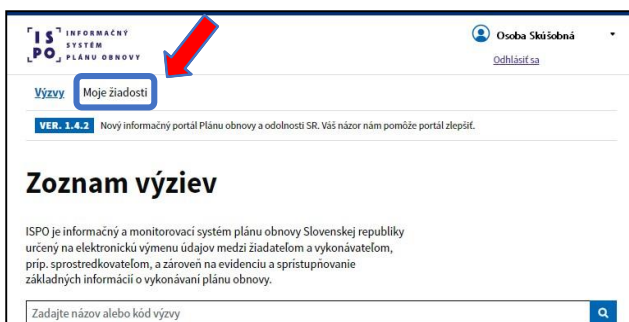 IS INFORMAČNÝ
SYSTÉM
PO PLÁNU OBNOVY
Osoba Skúšobná
Odhlásiť sa
Výzvy Moje žiadosti
VER. 1.4.2 Nový informačný portál Plánu obnovy a odolnosti SR. Váš názor nám pomôže portál zlepšiť.
Zoznam výziev
ISPO je informačný a monitorovací systém plánu obnovy Slovenskej republiky
určený na elektronickú výmenu údajov medzi žiadateľom a vykonávateľom,
príp. sprostredkovateľom, a zároveň na evidenciu a sprístupňovanie
základných informácií o vykonávaní plánu obnovy.
Zadajte názov alebo kód výzvy